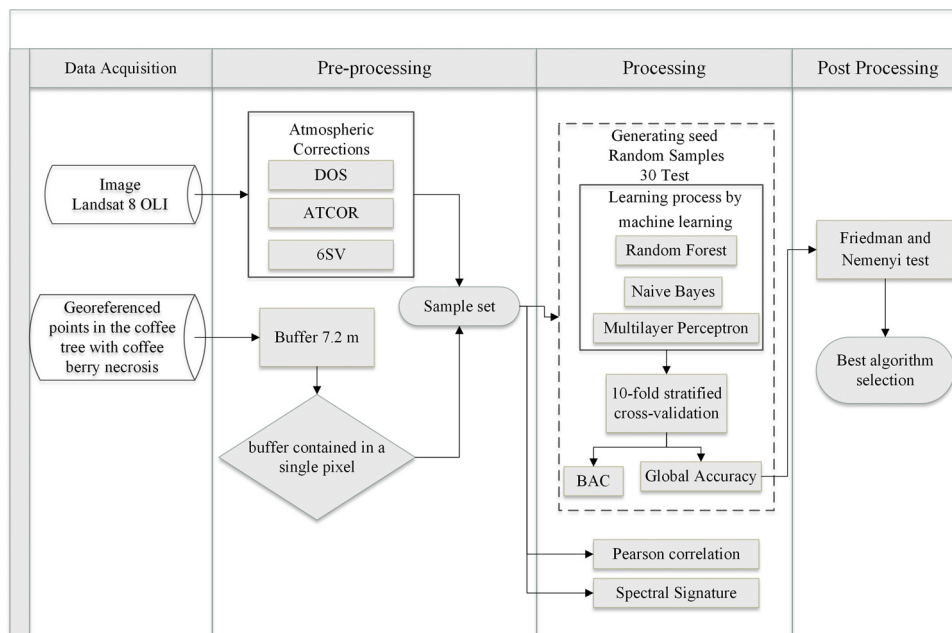 Data Acquisition
Pre-processing
Processing
Post Processing
Image
Landsat 8 OLI
Georeferenced
points in the coffee
tree with coffee
berry necrosis
Atmospheric
Corrections
DOS
ATCOR
6SV
Buffer 7.2 m
buffer contained in a
single pixel
Sample set
Generating seed
Random Samples
30 Test
Learning process by
machine learning
Random Forest
Naive Bayes
Multilayer Perceptron
10-fold stratified
cross-validation
BAC
Global Accuracy
Pearson correlation
Spectral Signature
Friedman and
Nemenyi test
Best algorithm
selection